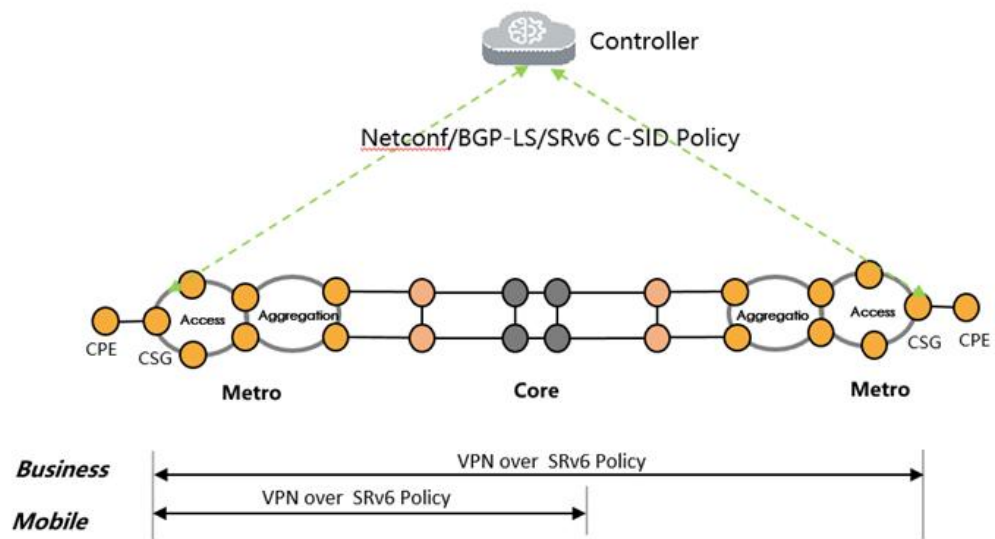 Controller
Netconf/BGP-LS/SRv6 C-SID Policy
Access
Aggregation
Aggregatio
Access
CPE
CSG
CSG
CPE
Metro
Core
Metro
Business
VPN over SRv6 Policy
VPN over SRv6 Policy
Mobile